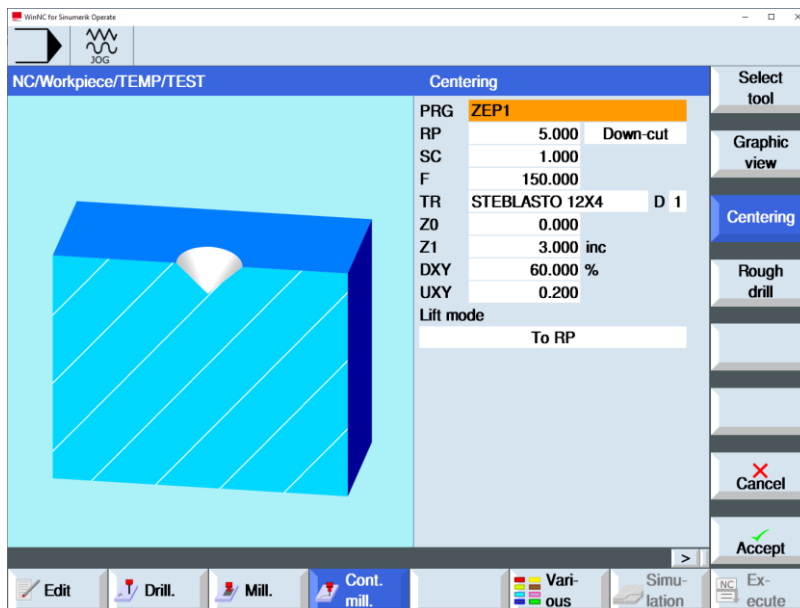 WinNC for Sinumerik Operate
JOG
NC/Workpiece/TEMP/TEST
Centering
PRG ZEP1
RP 5.000 Down-cut
SC 1.000
F 150.000
TR STEBLASTO 12X4 D 1
Z0 0.000
Z1 3.000 inc
DXY 60.000 %
UXY 0.200
Lift mode
To RP
Select
tool
Graphic
view
Centering
Rough
drill
Cancel
Accept
>
Edit
Drill.
Mill.
Cont.
mill.
Vari-
ous
Simu-
lation
NC
Ex-
ecute